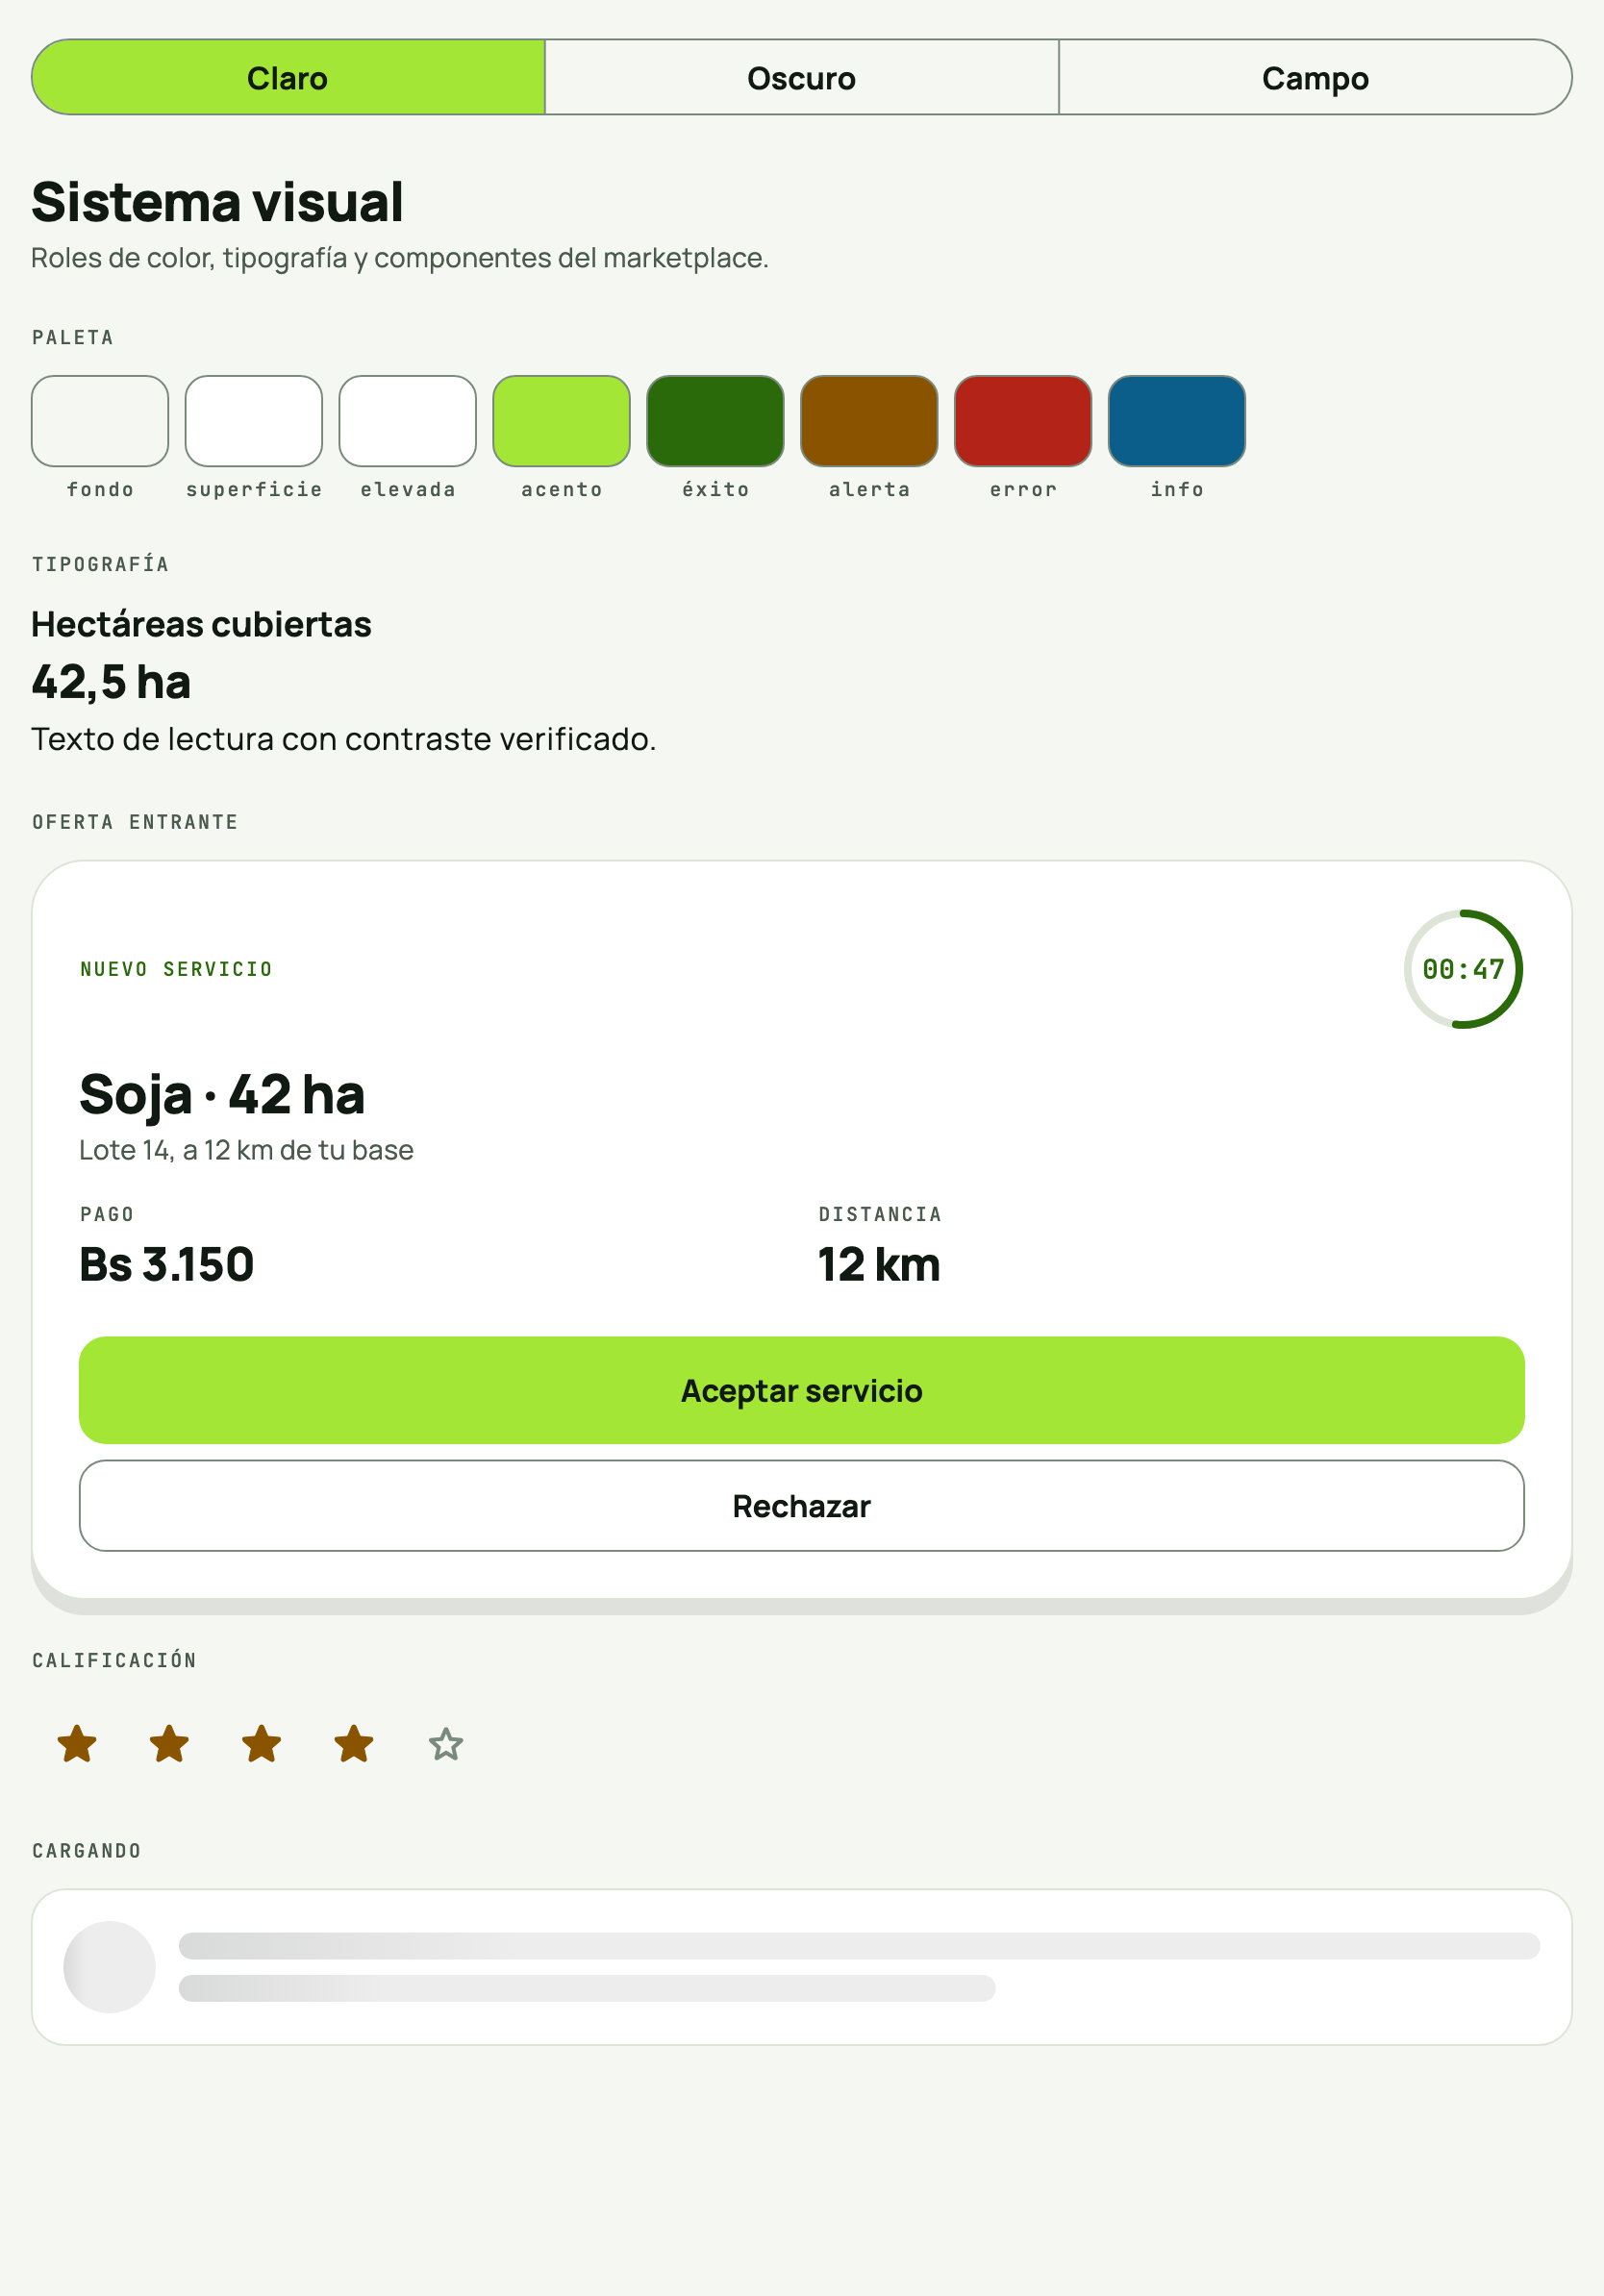 Claro Oscuro Campo
Sistema visual
Roles de color, tipografía y componentes del marketplace.
PALETA
fondo superficie elevada acento éxito alerta error info
TIPOGRAFÍA
Hectáreas cubiertas
42,5 ha
Texto de lectura con contraste verificado.
OFERTA ENTRANTE
NUEVO SERVICIO 00:47
Soja · 42 ha
Lote 14, a 12 km de tu base
PAGO DISTANCIA
Bs 3.150 12 km
Aceptar servicio
Rechazar
CALIFICACIÓN
CARGANDO